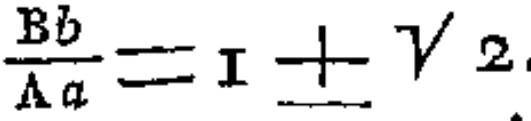 Bb/Aa = 1 ± √2.